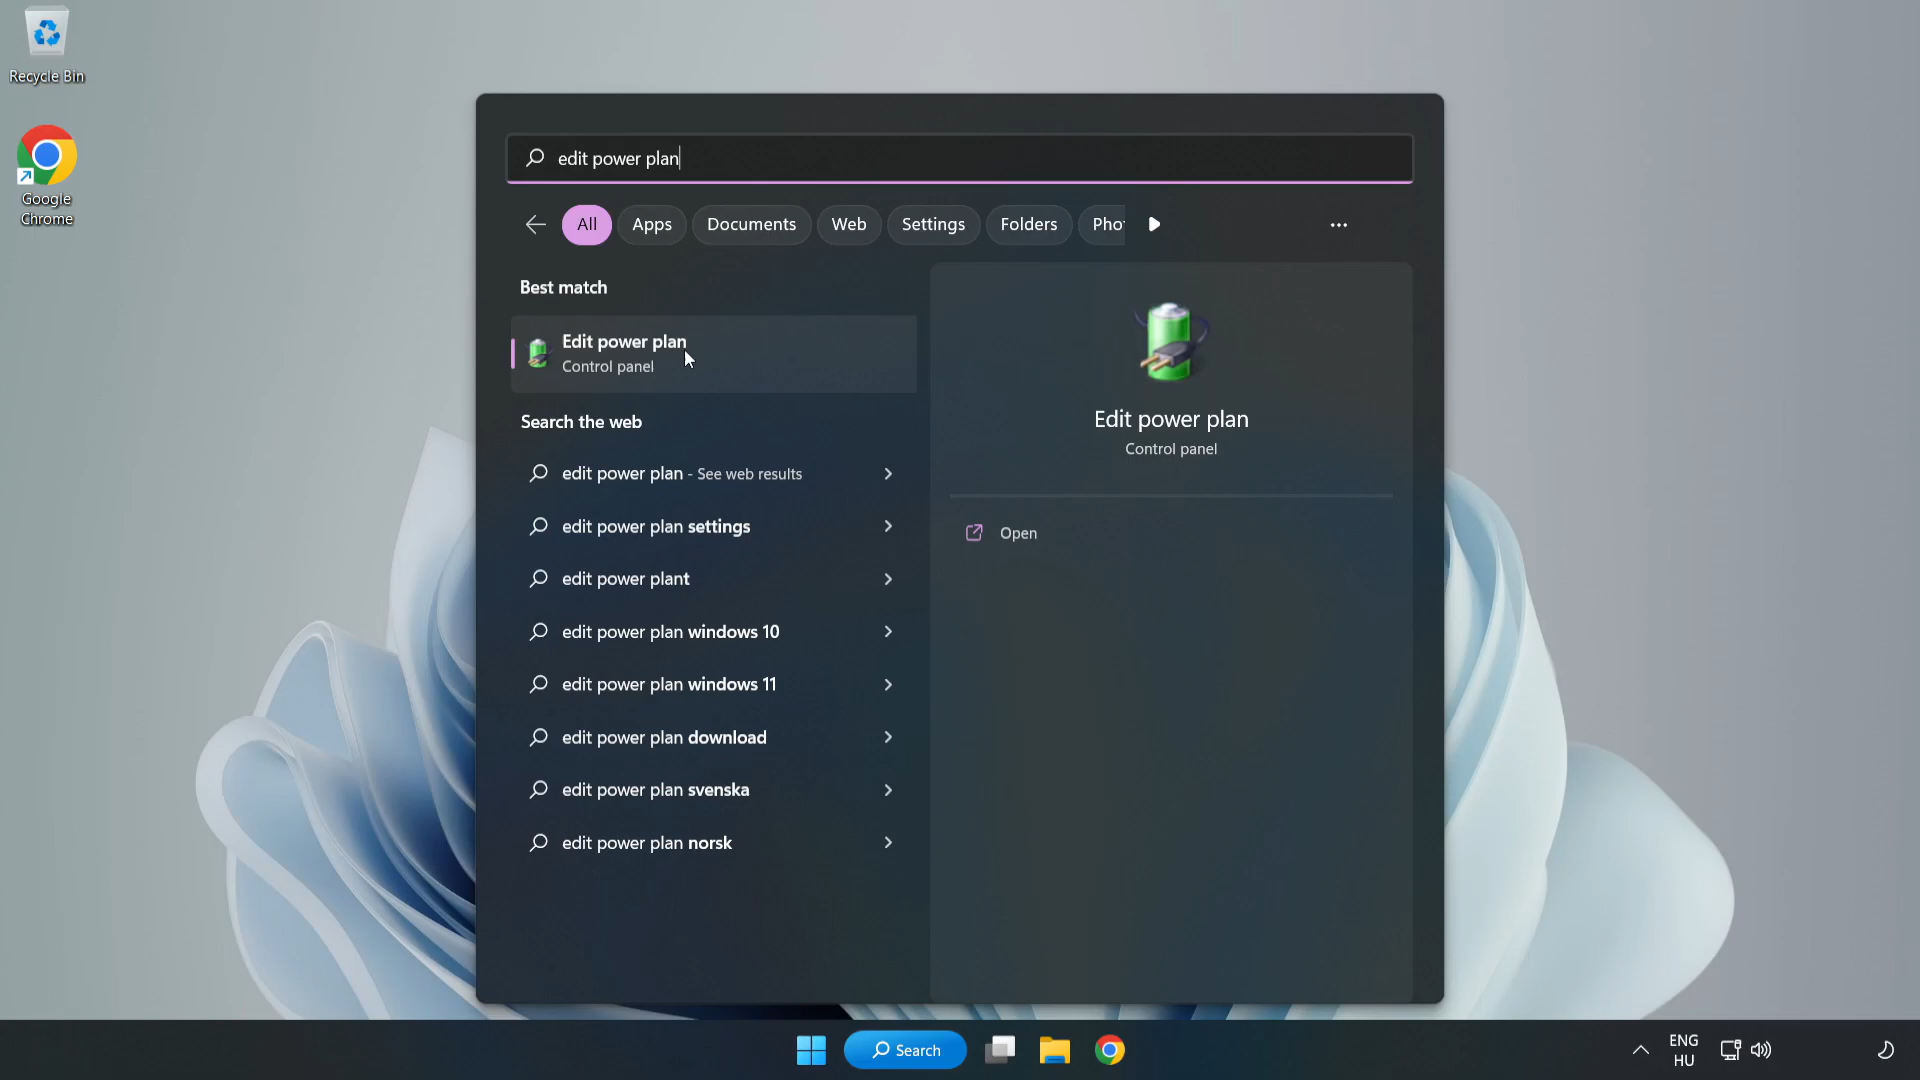 Recycle Bin
Google
Chrome
edit power plan
All Apps Documents Web Settings Folders Pho
Best match
Edit power plan
Control panel
Search the web
edit power plan - See web results
edit power plan settings
edit power plant
edit power plan windows 10
edit power plan windows 11
edit power plan download
edit power plan svenska
edit power plan norsk
Edit power plan
Control panel
Open
Search
ENG
HU